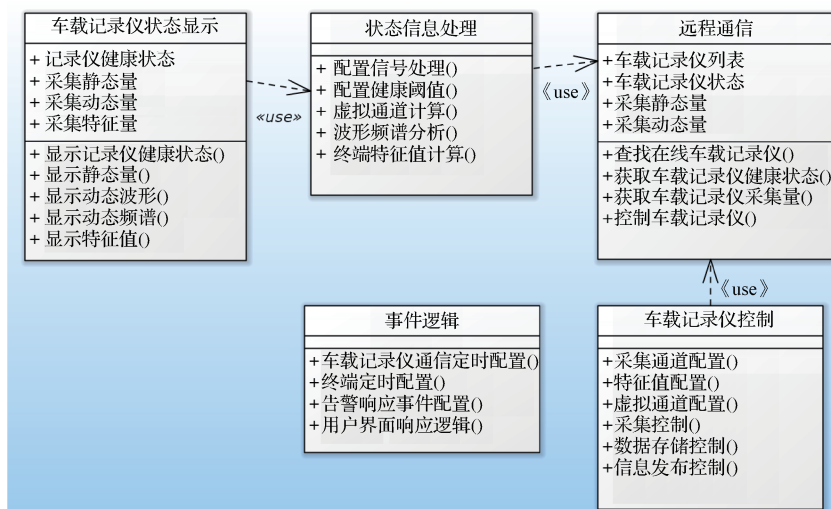 车载记录仪状态显示
+ 记录仪健康状态
+ 采集静态量
+ 采集动态量
+ 采集特征量
+ 显示记录仪健康状态()
+ 显示静态量()
+ 显示动态波形()
+ 显示动态频谱()
+ 显示特征值()
«use»
状态信息处理
+ 配置信号处理()
+ 配置健康阈值()
+ 虚拟通道计算()
+ 波形频谱分析()
+ 终端特征值计算()
《use》
远程通信
+车载记录仪列表
+车载记录仪状态
+采集静态量
+采集动态量
+查找在线车载记录仪()
+获取车载记录仪健康状态()
+获取车载记录仪采集量()
+控制车载记录仪()
《use》
事件逻辑
+车载记录仪通信定时配置()
+终端定时配置()
+告警响应事件配置()
+用户界面响应逻辑()
车载记录仪控制
+采集通道配置()
+特征值配置()
+虚拟通道配置()
+采集控制()
+数据存储控制()
+信息发布控制()